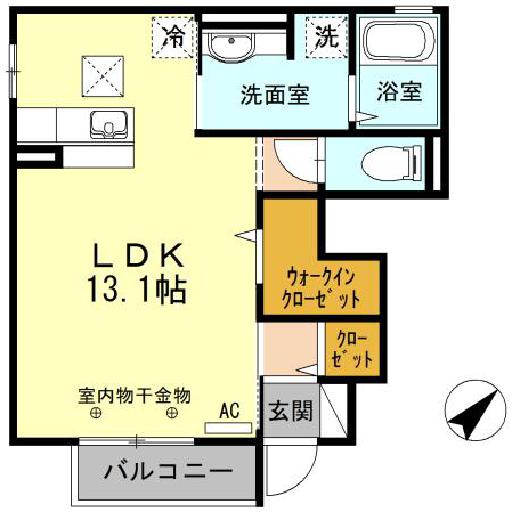 冷
洗
洗面室
浴室
LDK
13.1帖
ウォークイン
クローゼット
クロー
ゼット
室内物干金物
AC
玄関
バルコニー